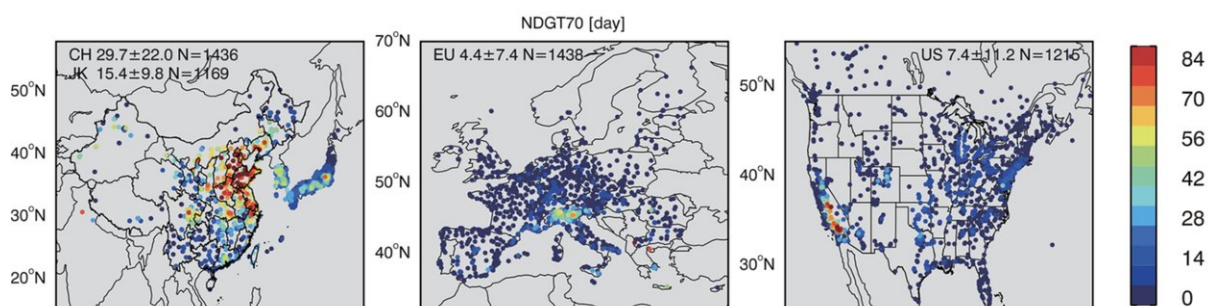 NDGT70 [day]
CH 29.7±22.0 N=1436
JK 15.4±9.8 N=1169
50°N
40°N
30°N
20°N
EU 4.4±7.4 N=1438
70°N
60°N
50°N
40°N
US 7.4±11.2 N=1215
50°N
40°N
30°N
84
70
56
42
28
14
0